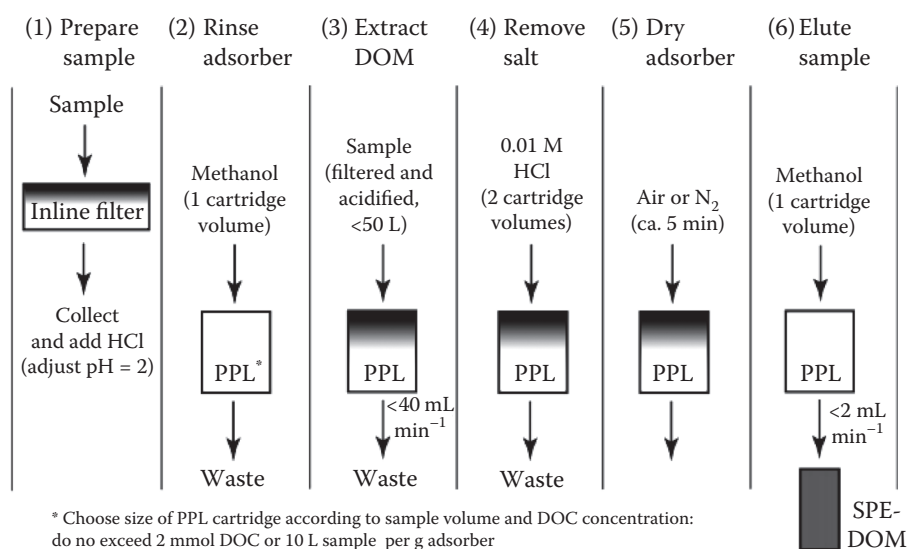 (1) Prepare
sample
Sample
Inline filter
Collect
and add HCl
(adjust pH = 2)
(2) Rinse
adsorber
Methanol
(1 cartridge
volume)
PPL*
Waste
(3) Extract
DOM
Sample
(filtered and
acidified,
<50 L)
PPL
<40 mL
min⁻¹
Waste
(4) Remove
salt
0.01 M
HCl
(2 cartridge
volumes)
PPL
Waste
(5) Dry
adsorber
Air or N₂
(ca. 5 min)
PPL
(6) Elute
sample
Methanol
(1 cartridge
volume)
PPL
<2 mL
min⁻¹
SPE-
DOM
* Choose size of PPL cartridge according to sample volume and DOC concentration:
do no exceed 2 mmol DOC or 10 L sample per g adsorber